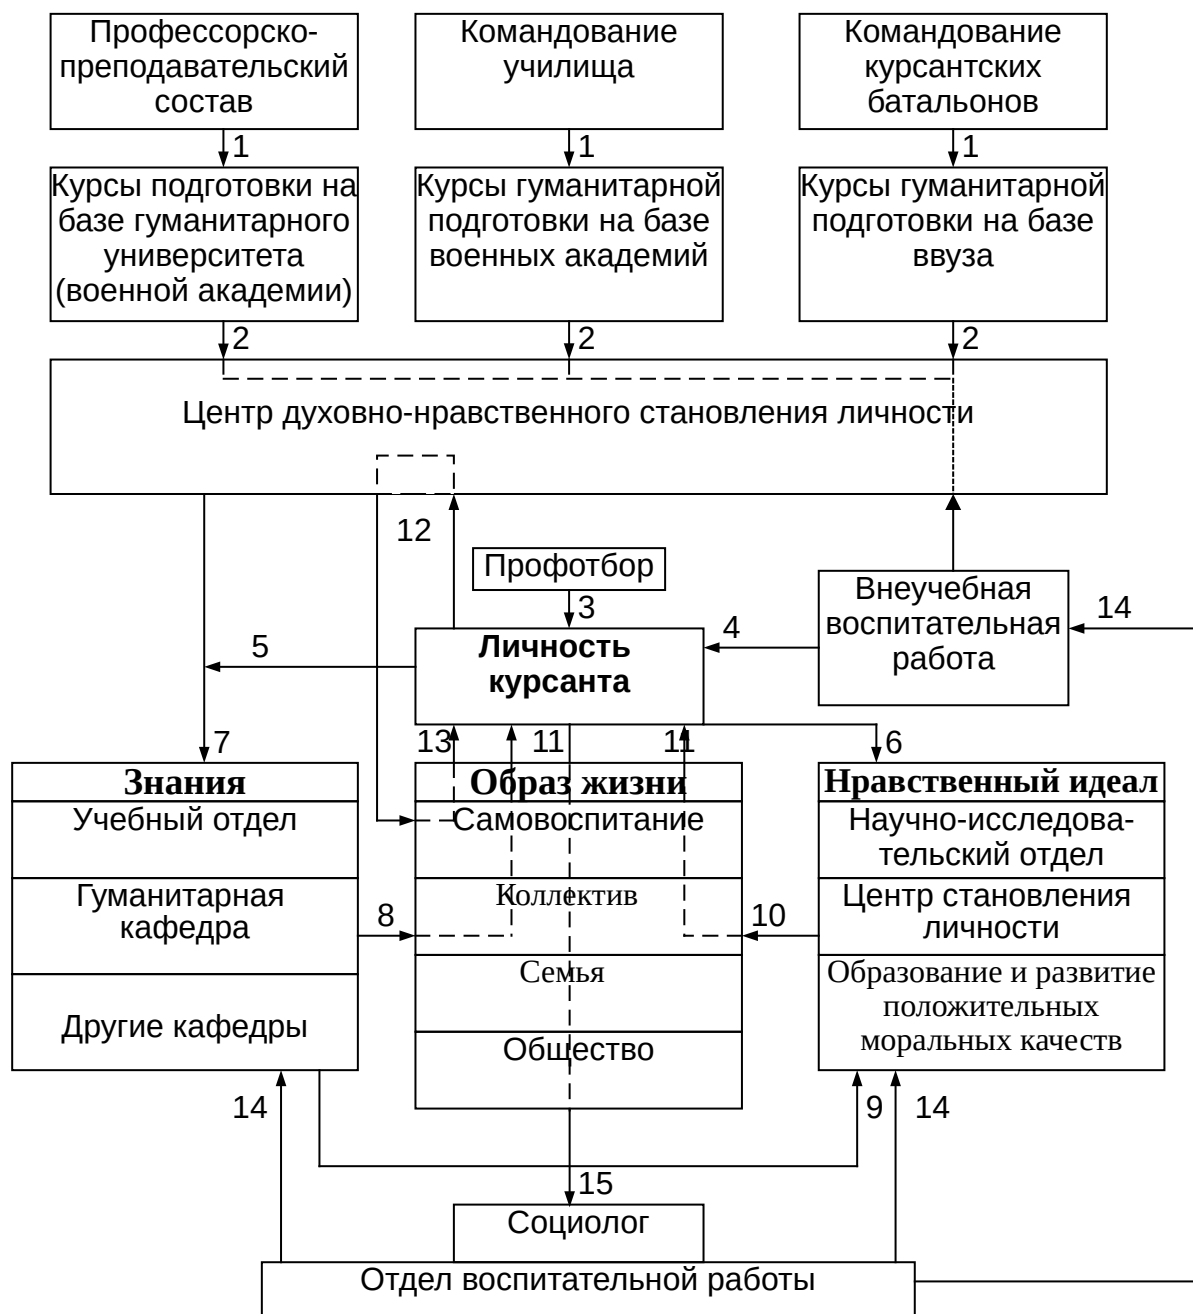 Профессорско-
преподавательский
состав
Командование
училища
Командование
курсантских
батальонов
1
1
1
Курсы подготовки на
базе гуманитарного
университета
(военной академии)
Курсы гуманитарной
подготовки на базе
военных академий
Курсы гуманитарной
подготовки на базе
ввуза
2
2
2
Центр духовно-нравственного становления личности
12
Профотбор
3
Внеучебная
воспитательная
работа
14
4
5
Личность
курсанта
7
13
11
11
6
Знания
Учебный отдел
Гуманитарная
кафедра
Другие кафедры
8
Образ жизни
Самовоспитание
Коллектив
Семья
Общество
10
Нравственный идеал
Научно-исследова-
тельский отдел
Центр становления
личности
Образование и развитие
положительных
моральных качеств
14
9
14
15
Социолог
Отдел воспитательной работы